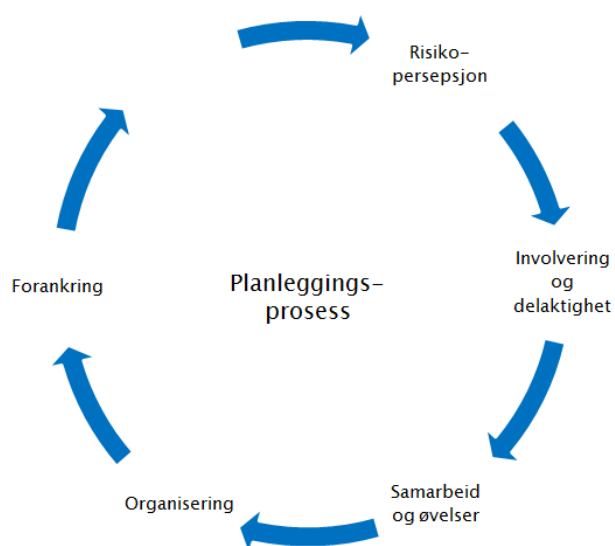 Risiko-
persepsjon
Involvering
og
delaktighet
Samarbeid
og øvelser
Organisering
Forankring
Planleggings-
prosess